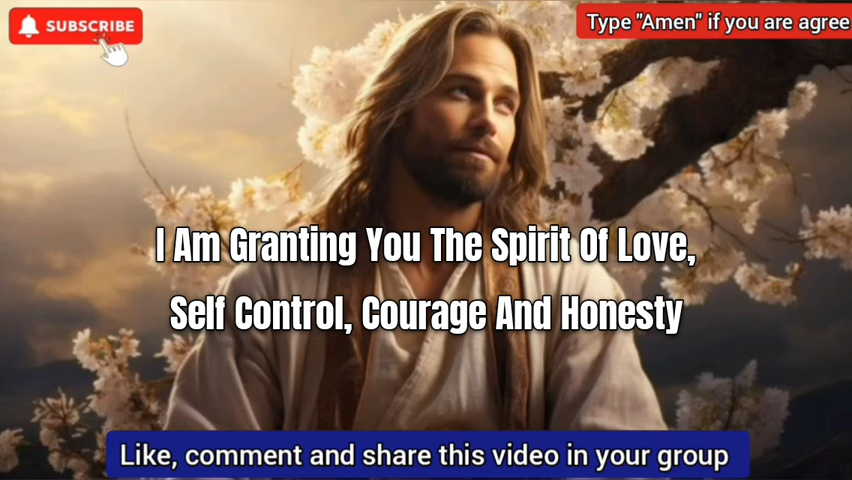 SUBSCRIBE
Type "Amen" if you are agree
I Am Granting You The Spirit Of Love,
Self Control, Courage And Honesty
Like, comment and share this video in your group